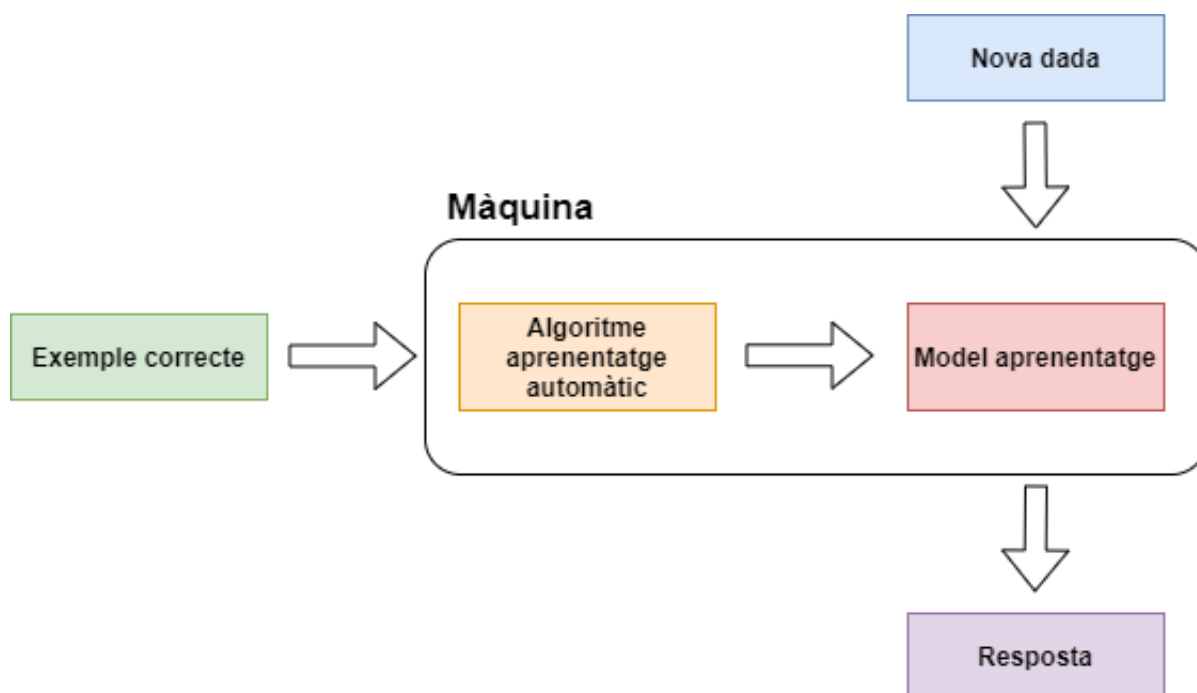 Nova dada
Màquina
Exemple correcte
Algoritme
aprenentatge
automàtic
Model aprenentatge
Resposta